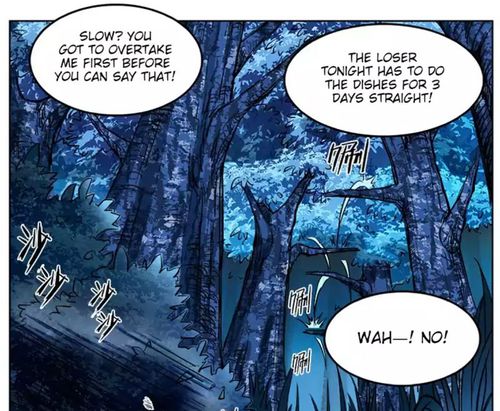 SLOW? YOU
GOT TO OVERTAKE
ME FIRST BEFORE
YOU CAN SAY THAT!
THE LOSER
TONIGHT HAS TO DO
THE DISHES FOR 3
DAYS STRAIGHT!
WAH—! NO!